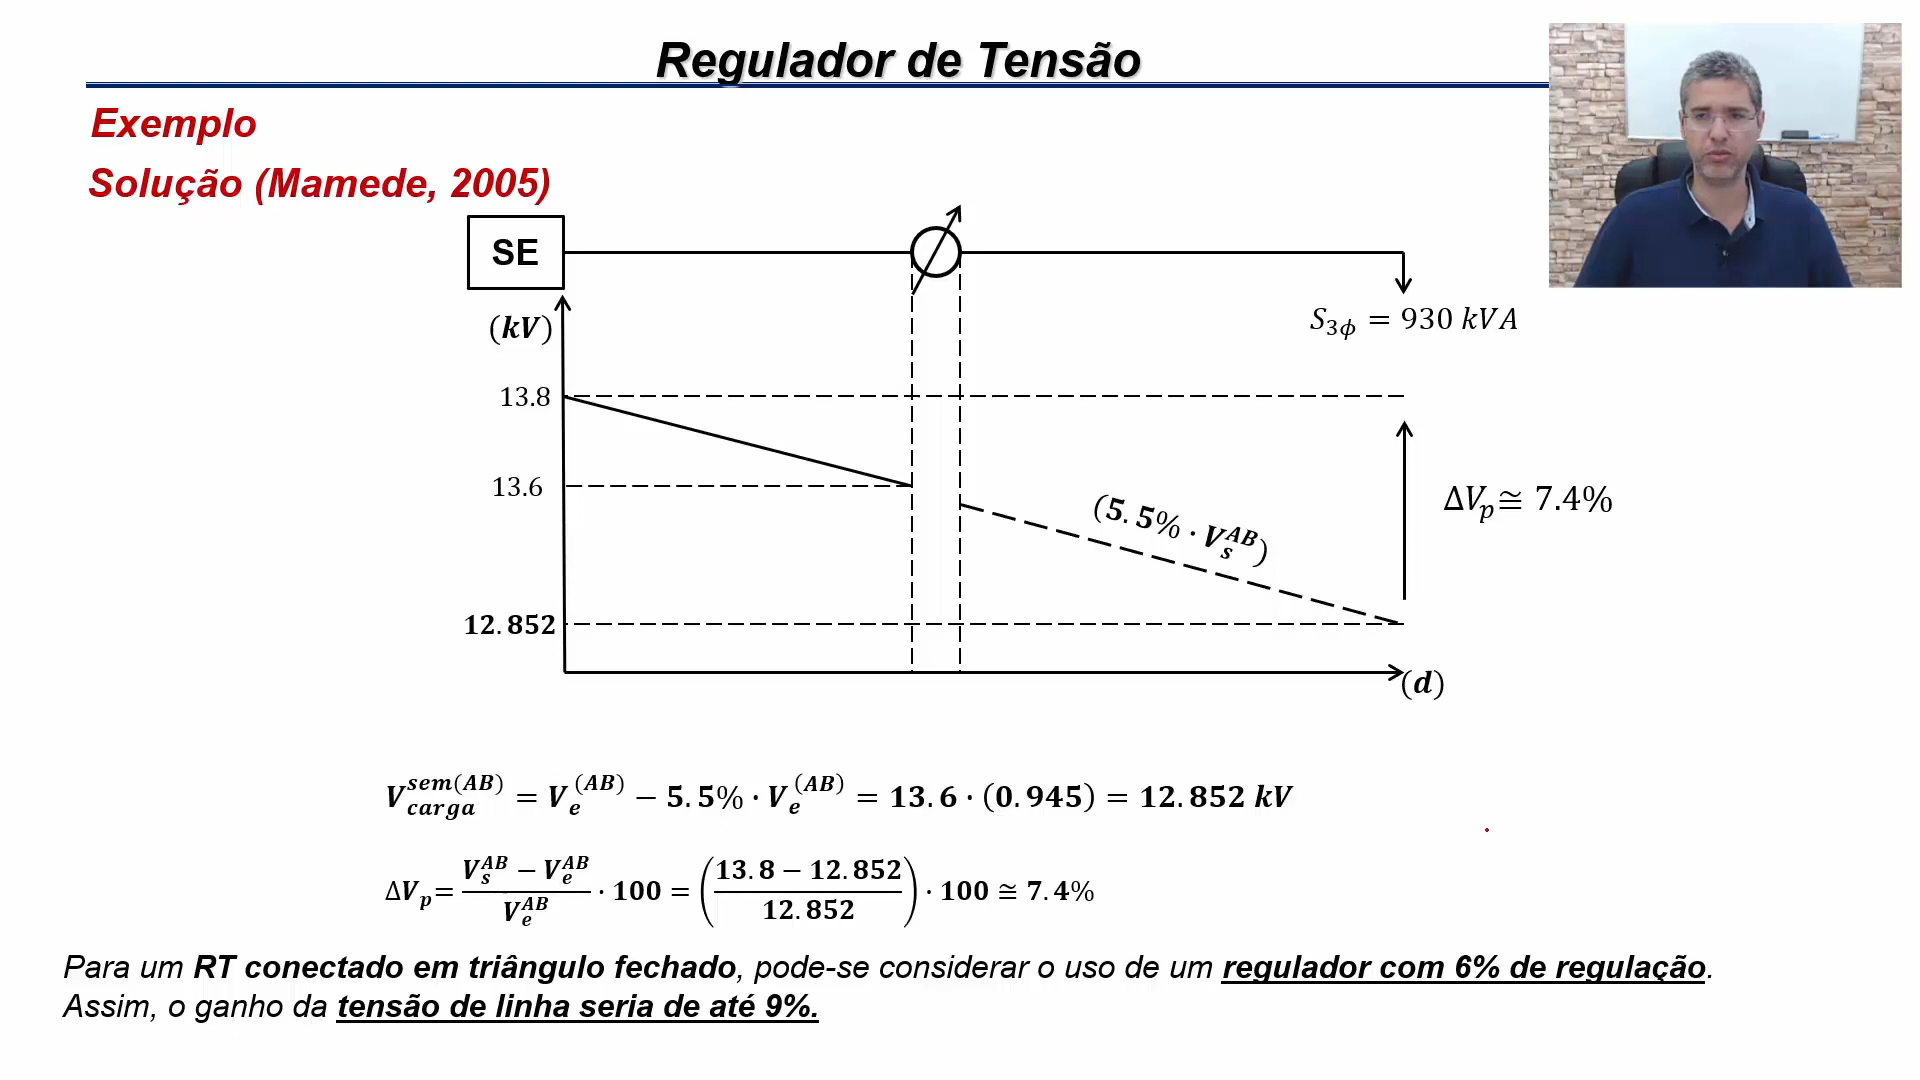 Regulador de Tensão
Exemplo
Solução (Mamede, 2005)
SE
(kV)
S₃ϕ = 930 kVA
13.8
13.6
(5.5% · V_s^AB)
ΔV_p ≅ 7.4%
12.852
(d)
V_carga^sem(AB) = V_e^(AB) − 5.5% · V_e^(AB) = 13.6 · (0.945) = 12.852 kV
ΔV_p = (V_s^AB − V_e^AB)/(V_e^AB) · 100 = ((13.8 − 12.852)/12.852) · 100 ≅ 7.4%
Para um RT conectado em triângulo fechado, pode-se considerar o uso de um regulador com 6% de regulação.
Assim, o ganho da tensão de linha seria de até 9%.